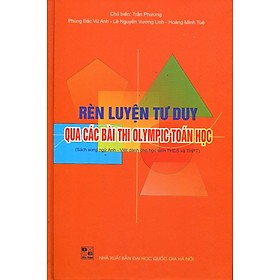 Chủ biên: Trần Phương
Phùng Đắc Vũ Anh - Lê Nguyễn Vương Linh - Hoàng Minh Tuệ
RÈN LUYỆN TƯ DUY
QUA CÁC BÀI THI OLYMPIC TOÁN HỌC
(Sách song ngữ Anh - Việt dành cho học sinh THCS và THPT)
NHÀ XUẤT BẢN ĐẠI HỌC QUỐC GIA HÀ NỘI